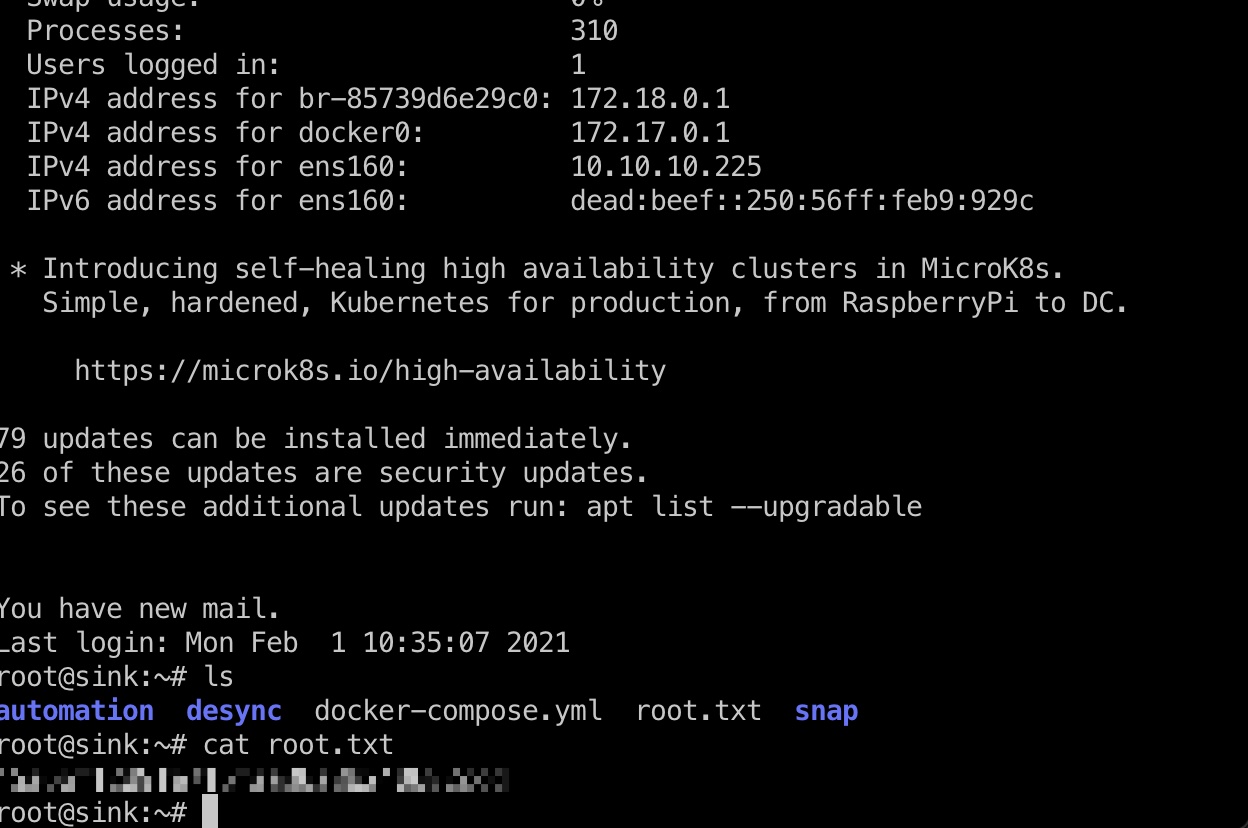 Swap usage: 0%
Processes: 310
Users logged in: 1
IPv4 address for br-85739d6e29c0: 172.18.0.1
IPv4 address for docker0: 172.17.0.1
IPv4 address for ens160: 10.10.10.225
IPv6 address for ens160: dead:beef::250:56ff:feb9:929c
* Introducing self-healing high availability clusters in MicroK8s.
Simple, hardened, Kubernetes for production, from RaspberryPi to DC.
https://microk8s.io/high-availability
79 updates can be installed immediately.
26 of these updates are security updates.
To see these additional updates run: apt list --upgradable
You have new mail.
Last login: Mon Feb  1 10:35:07 2021
root@sink:~# ls
automation  desync  docker-compose.yml  root.txt  snap
root@sink:~# cat root.txt
root@sink:~#